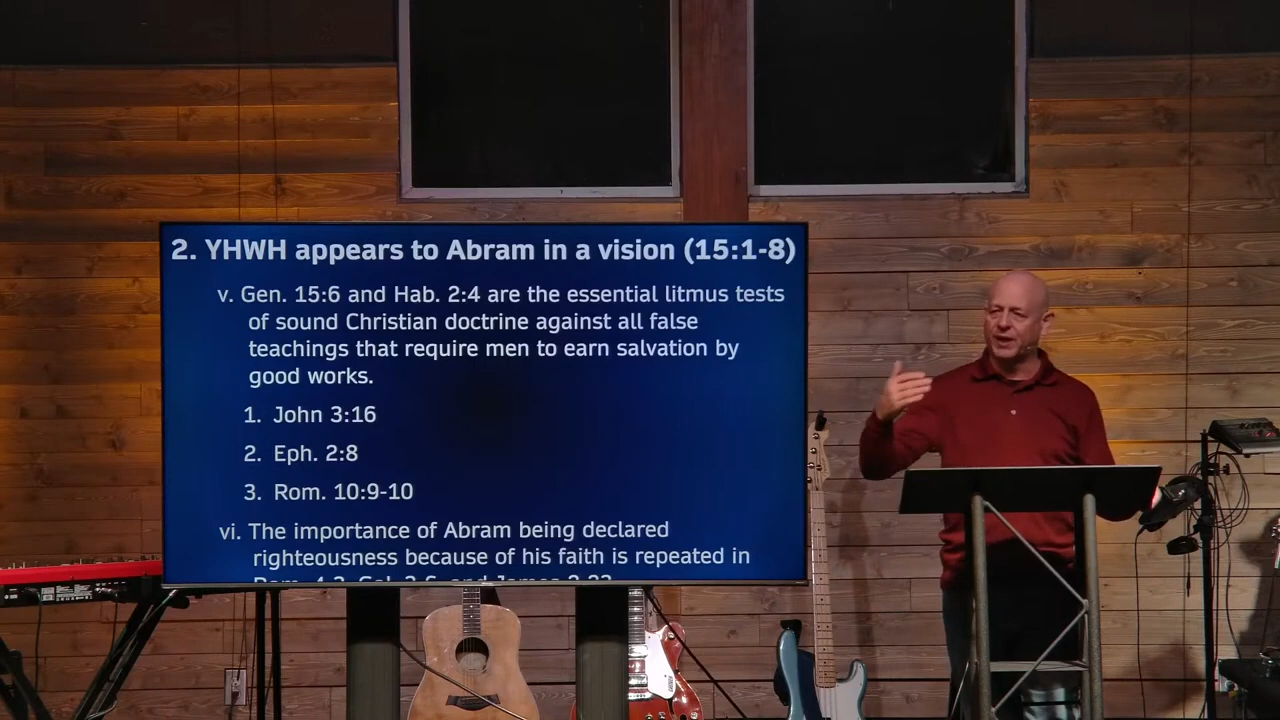 2. YHWH appears to Abram in a vision (15:1-8)
v. Gen. 15:6 and Hab. 2:4 are the essential litmus tests
of sound Christian doctrine against all false
teachings that require men to earn salvation by
good works.
1. John 3:16
2. Eph. 2:8
3. Rom. 10:9-10
vi. The importance of Abram being declared
righteousness because of his faith is repeated in